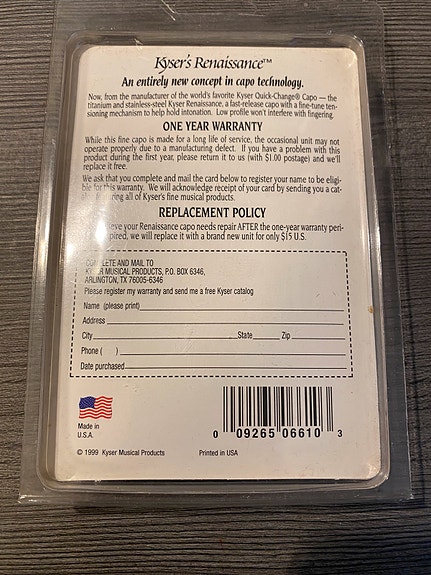 Kyser's Renaissance™
An entirely new concept in capo technology.
Now, from the manufacturer of the world's favorite Kyser Quick-Change® Capo — the
titanium and stainless-steel Kyser Renaissance, a fast-release capo with a fine-tune ten-
sioning mechanism to help hold intonation. Low profile won't interfere with fingering.
ONE YEAR WARRANTY
While this fine capo is made for a long life of service, the occasional unit may not
operate properly due to a manufacturing defect. If you have a problem with this
product during the first year, please return it to us (with $1.00 postage) and we'll
replace it free.
We ask that you complete and mail the card below to register your name to be eligi-
ble for this warranty. We will acknowledge receipt of your card by sending you a cat-
featuring all of Kyser's fine musical products.
REPLACEMENT POLICY
your Renaissance capo needs repair AFTER the one-year warranty peri-
pired, we will replace it with a brand new unit for only $15 U.S.
COMPLETE AND MAIL TO
KYSER MUSICAL PRODUCTS, P.O. BOX 6346,
ARLINGTON, TX 76005-6346
Please register my warranty and send me a free Kyser catalog
Name (please print)
Address
City State Zip
Phone ( )
Date purchased
Made in
U.S.A.
0 09265 06610 3
© 1999 Kyser Musical Products Printed in USA